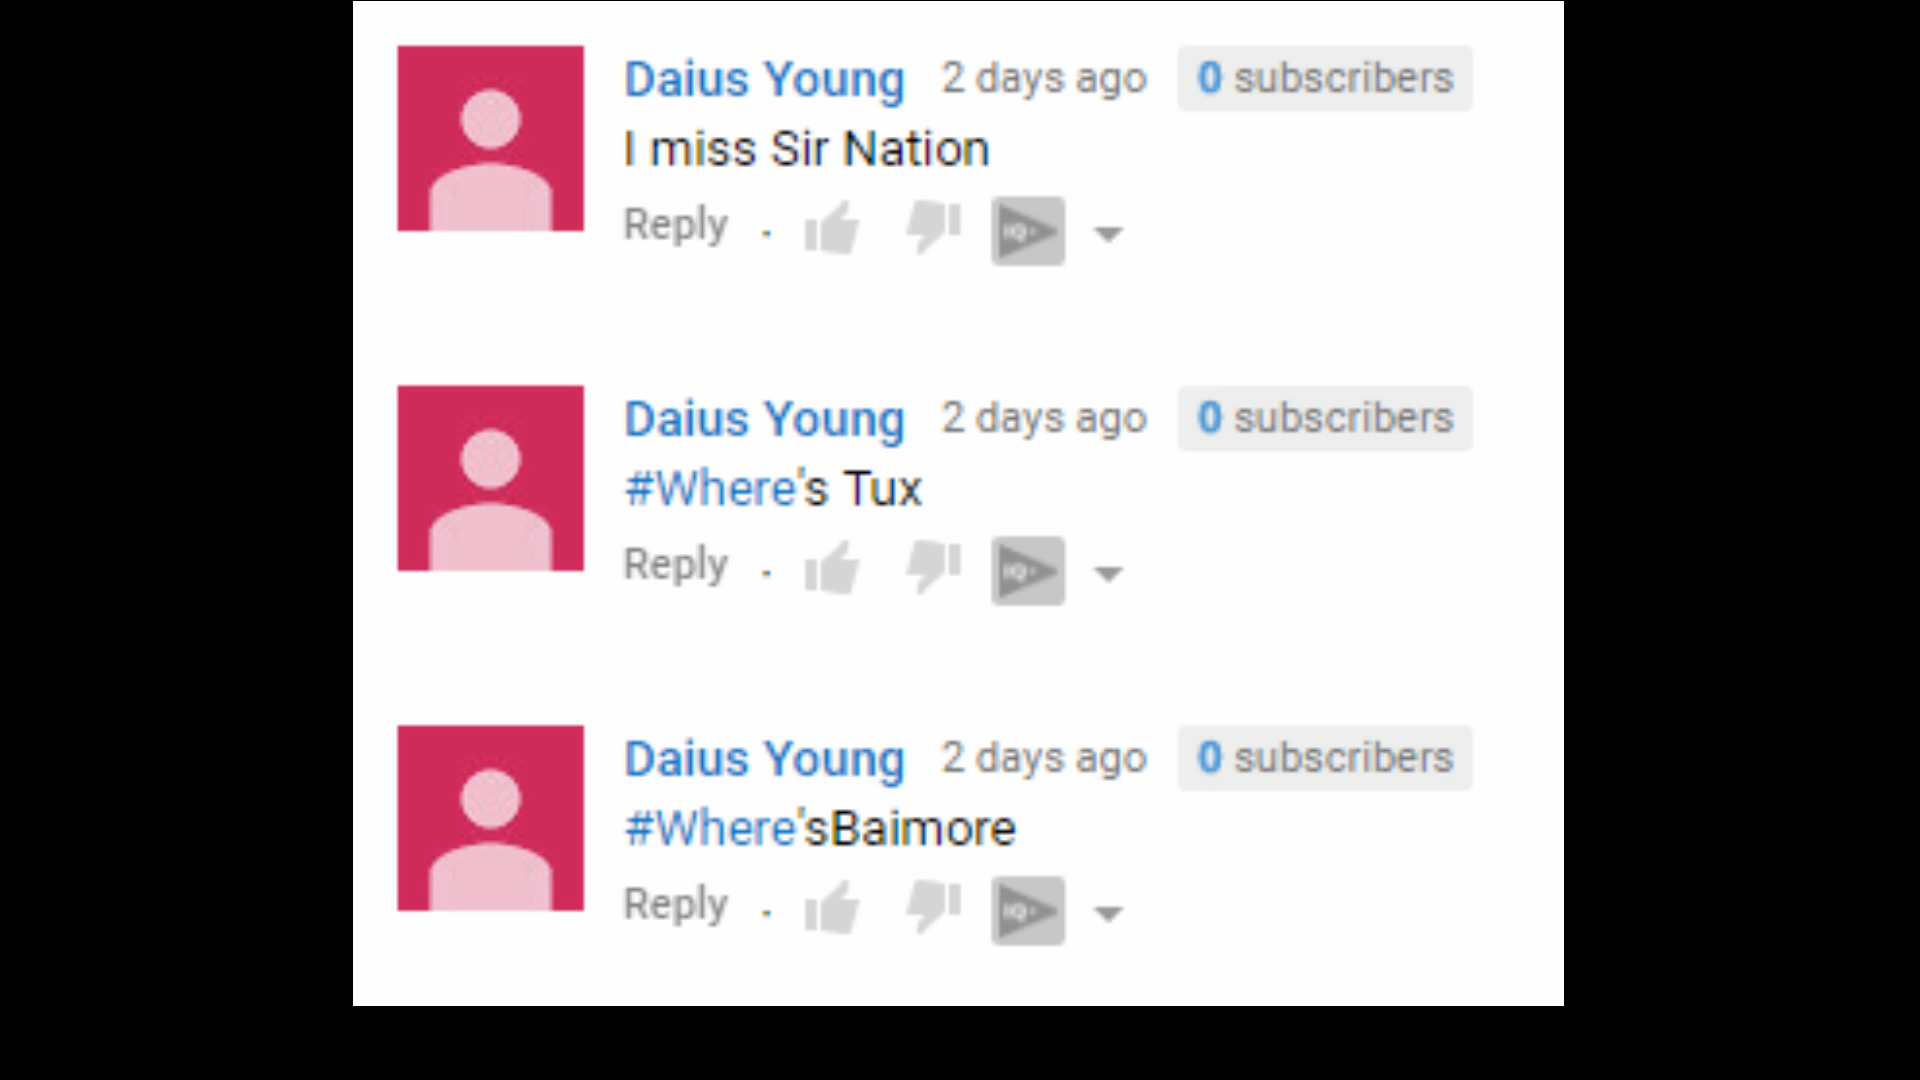 Daius Young 2 days ago 0 subscribers
I miss Sir Nation
Reply .
Daius Young 2 days ago 0 subscribers
#Where's Tux
Reply .
Daius Young 2 days ago 0 subscribers
#Where'sBaimore
Reply .